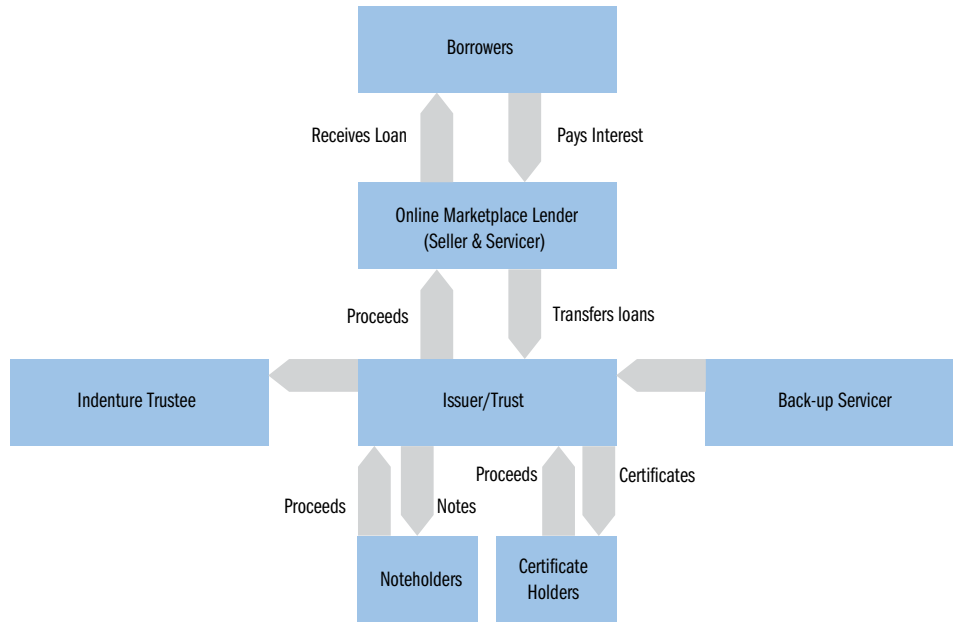 Borrowers
Receives Loan
Pays Interest
Online Marketplace Lender
(Seller & Servicer)
Proceeds
Transfers loans
Indenture Trustee
Issuer/Trust
Back-up Servicer
Proceeds
Notes
Proceeds
Certificates
Noteholders
Certificate
Holders